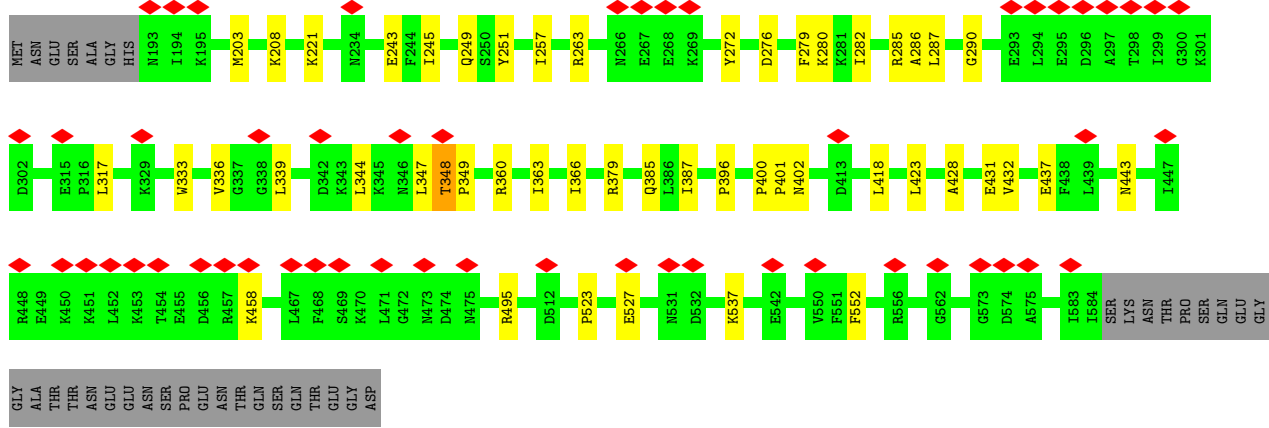 MET ASN GLU SER ALA GLY HIS N193 I194 K195 M203 K208 K221 N234 E243 F244 I245 Q249 S250 Y251 I257 R263 N266 E267 E268 K269 Y272 D276 F279 K280 K281 I282 R285 A286 L287 G290 E293 L294 E295 D296 A297 T298 I299 G300 K301
D302 E315 P316 L317 K329 W333 V336 G337 G338 L339 D342 K343 L344 K345 N346 L347 T348 P349 R360 I363 I366 R379 Q385 L386 I387 P396 P400 P401 N402 D413 L418 L423 A428 E431 V432 E437 F438 L439 N443 I447
R448 E449 K450 K451 L452 K453 T454 E455 D456 R457 K458 L467 F468 S469 K470 L471 G472 N473 D474 N475 R495 D512 P523 E527 N531 D532 K537 E542 V550 F551 F552 R556 G562 G573 D574 A575 I583 I584 SER LYS ASN THR PRO SER GLN GLU GLY
GLY ALA THR THR ASN GLU GLU ASN SER PRO GLU ASN THR GLN SER GLN THR GLU GLY ASP